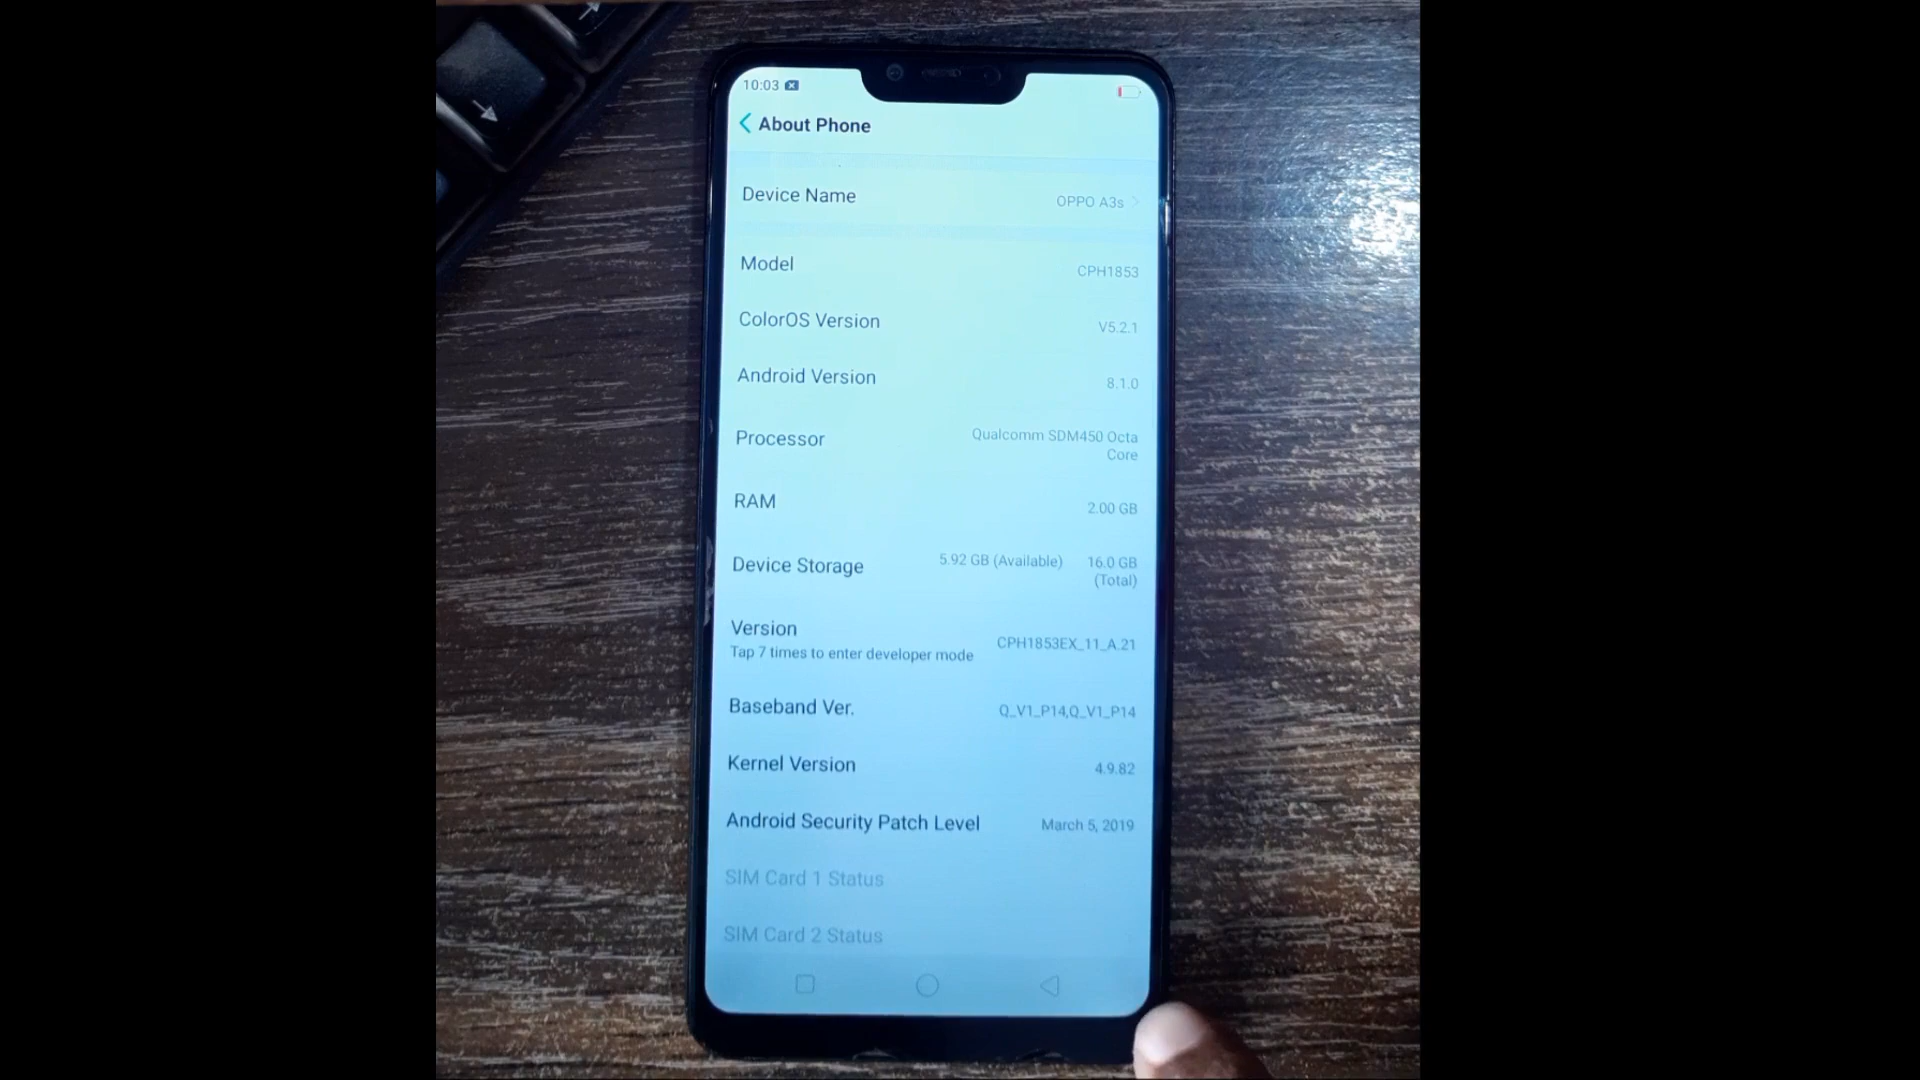 10:03
About Phone
Device Name
OPPO A3s
Model
CPH1853
ColorOS Version
V5.2.1
Android Version
8.1.0
Processor
Qualcomm SDM450 Octa
Core
RAM
2.00 GB
Device Storage
5.92 GB (Available)
16.0 GB
(Total)
Version
Tap 7 times to enter developer mode
CPH1853EX_11_A.21
Baseband Ver.
Q_V1_P14,Q_V1_P14
Kernel Version
4.9.82
Android Security Patch Level
March 5, 2019
SIM Card 1 Status
SIM Card 2 Status